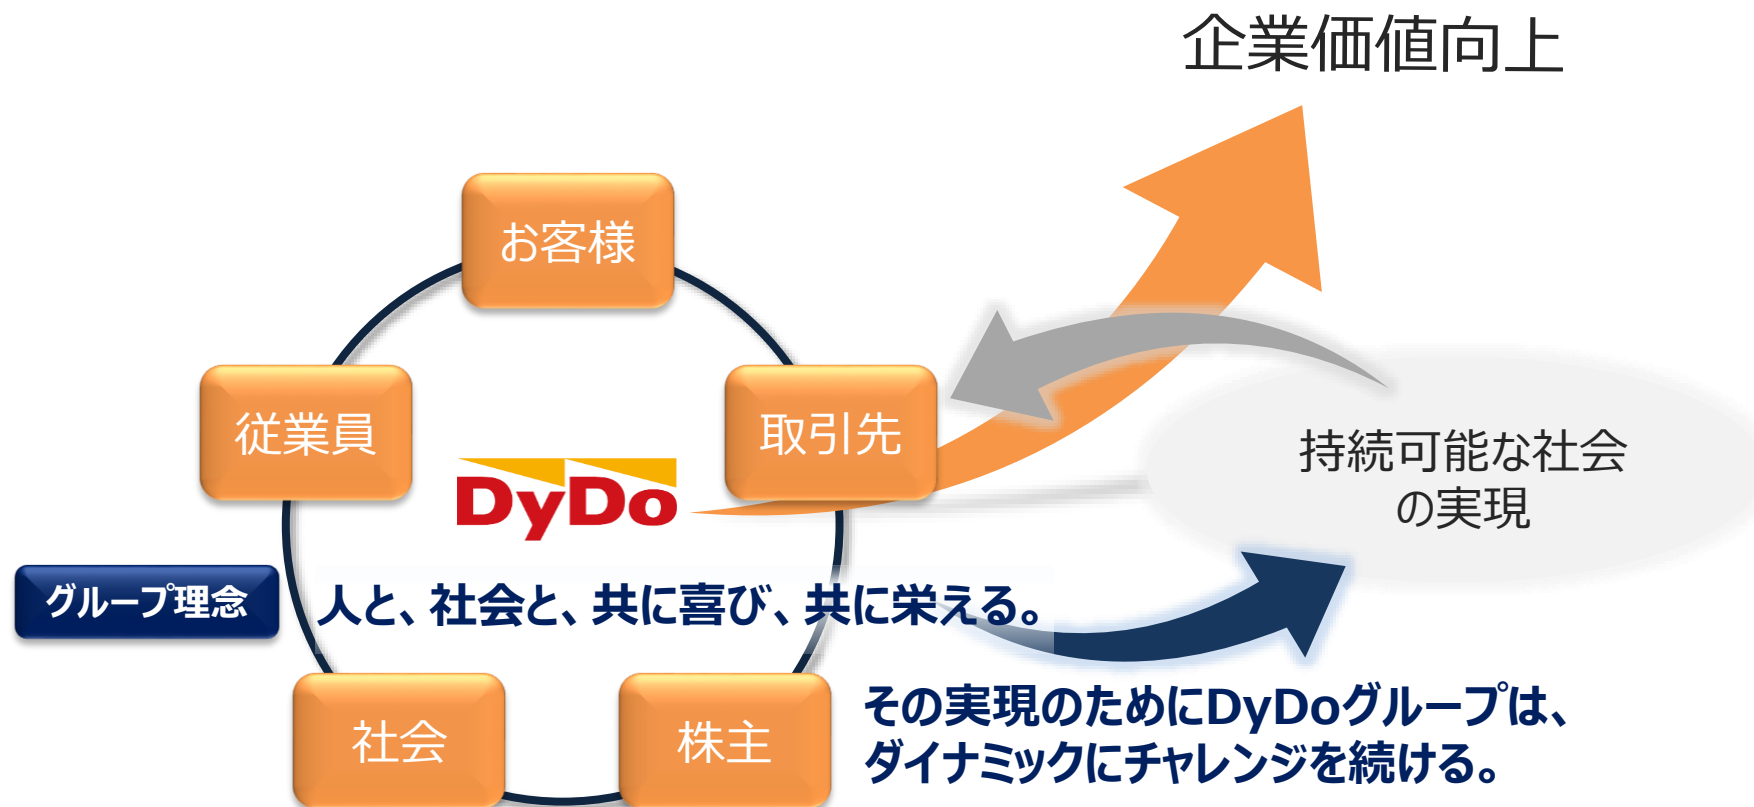 企業価値向上
お客様
従業員
取引先
DyDo
持続可能な社会
の実現
グループ理念
人と、社会と、共に喜び、共に栄える。
社会
株主
その実現のためにDyDoグループは、
ダイナミックにチャレンジを続ける。